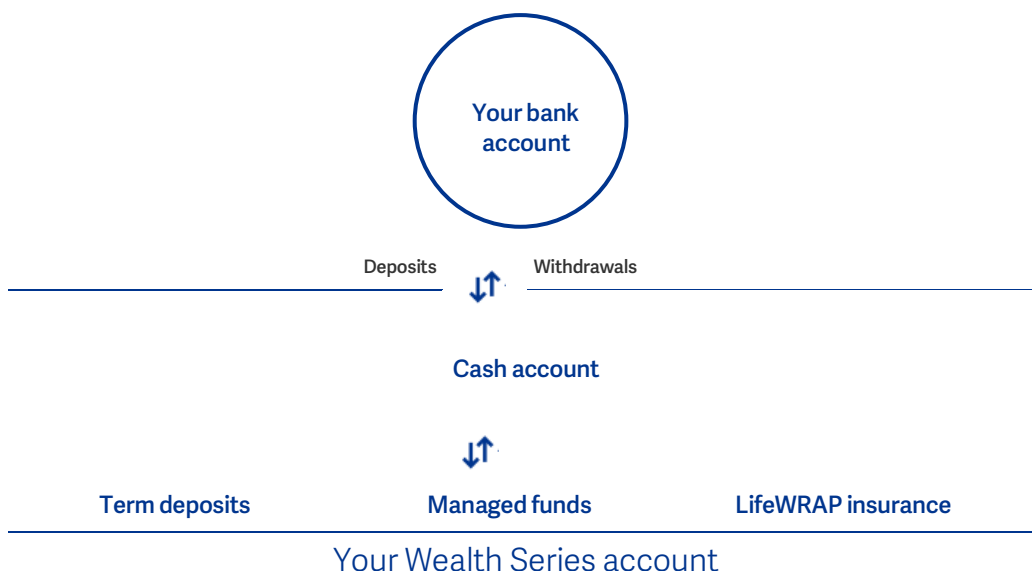 Your bank
account
Deposits
Withdrawals
Cash account
Term deposits
Managed funds
LifeWRAP insurance
Your Wealth Series account